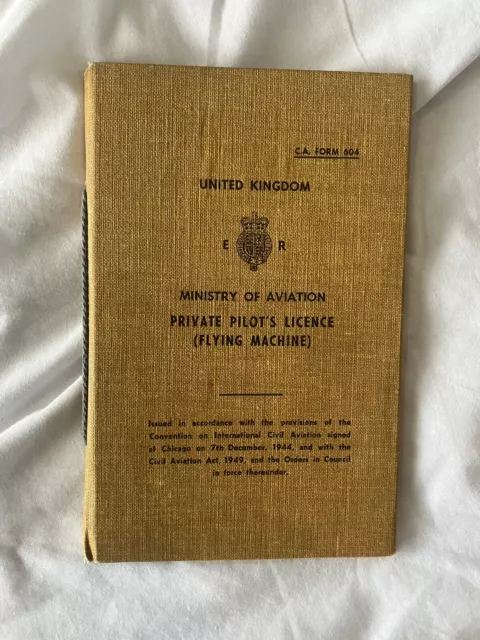 C.A. FORM 604
UNITED KINGDOM
E R
MINISTRY OF AVIATION
PRIVATE PILOT'S LICENCE
(FLYING MACHINE)
Issued in accordance with the provisions of the
Convention on International Civil Aviation signed
at Chicago on 7th December, 1944, and with the
Civil Aviation Act, 1949, and the Orders in Council
in force thereunder.